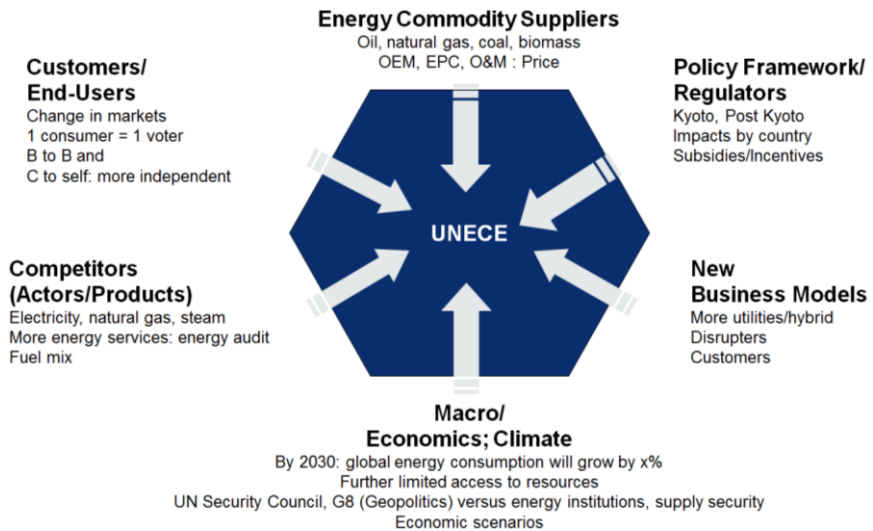 Energy Commodity Suppliers
Oil, natural gas, coal, biomass
OEM, EPC, O&M : Price
Customers/
End-Users
Change in markets
1 consumer = 1 voter
B to B and
C to self: more independent
Policy Framework/
Regulators
Kyoto, Post Kyoto
Impacts by country
Subsidies/Incentives
UNECE
Competitors
(Actors/Products)
Electricity, natural gas, steam
More energy services: energy audit
Fuel mix
New
Business Models
More utilities/hybrid
Disrupters
Customers
Macro/
Economics; Climate
By 2030: global energy consumption will grow by x%
Further limited access to resources
UN Security Council, G8 (Geopolitics) versus energy institutions, supply security
Economic scenarios